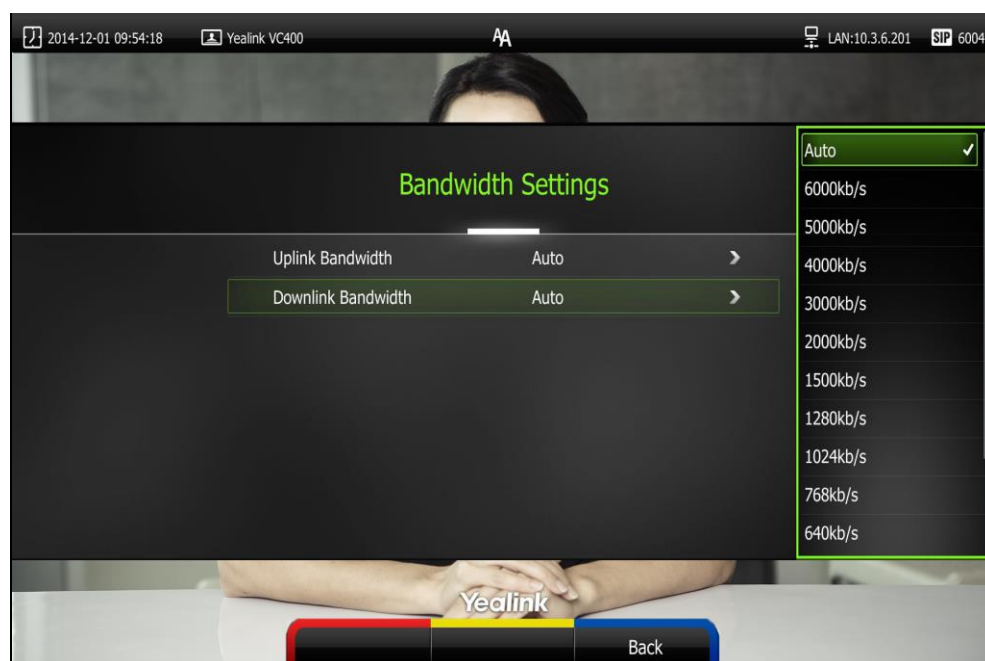 2014-12-01 09:54:18 Yealink VC400 AA LAN:10.3.6.201 SIP 6004
Bandwidth Settings
Uplink Bandwidth Auto
Downlink Bandwidth Auto
Auto
6000kb/s
5000kb/s
4000kb/s
3000kb/s
2000kb/s
1500kb/s
1280kb/s
1024kb/s
768kb/s
640kb/s
Yealink
Back